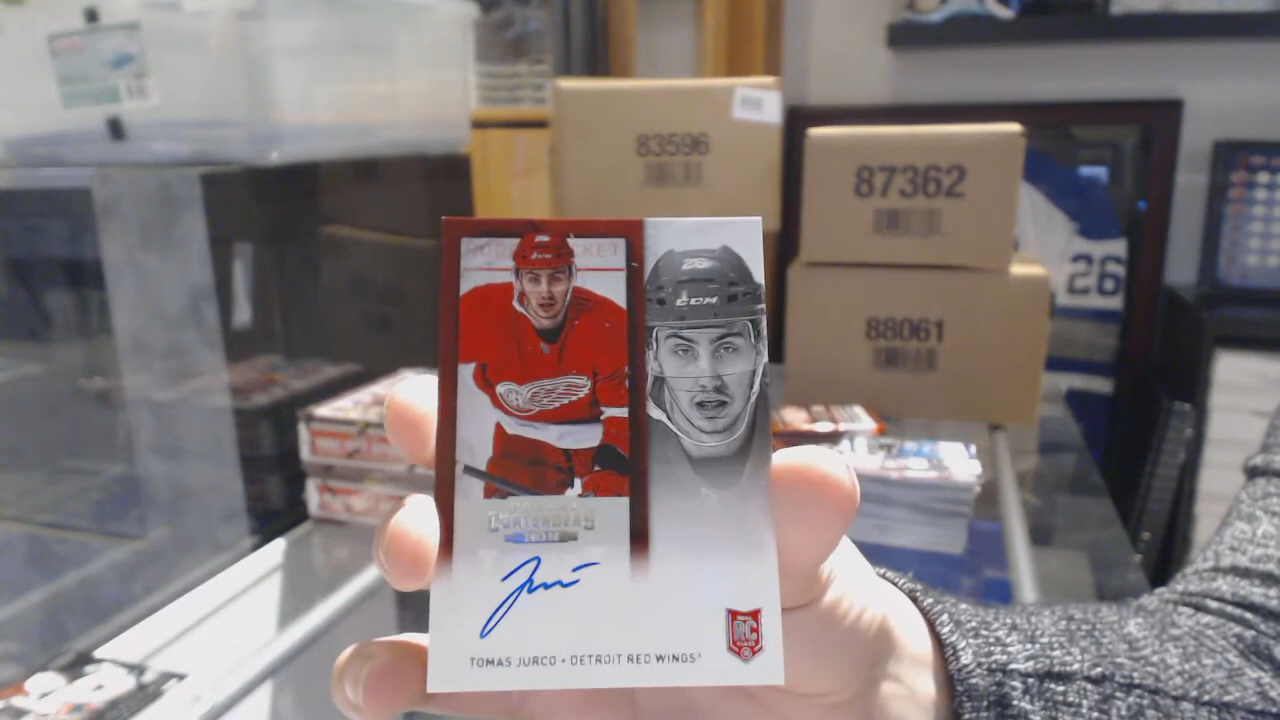 83596
87362
88061
26
CCM
CONTENDERS
RC
TOMAS JURCO • DETROIT RED WINGS